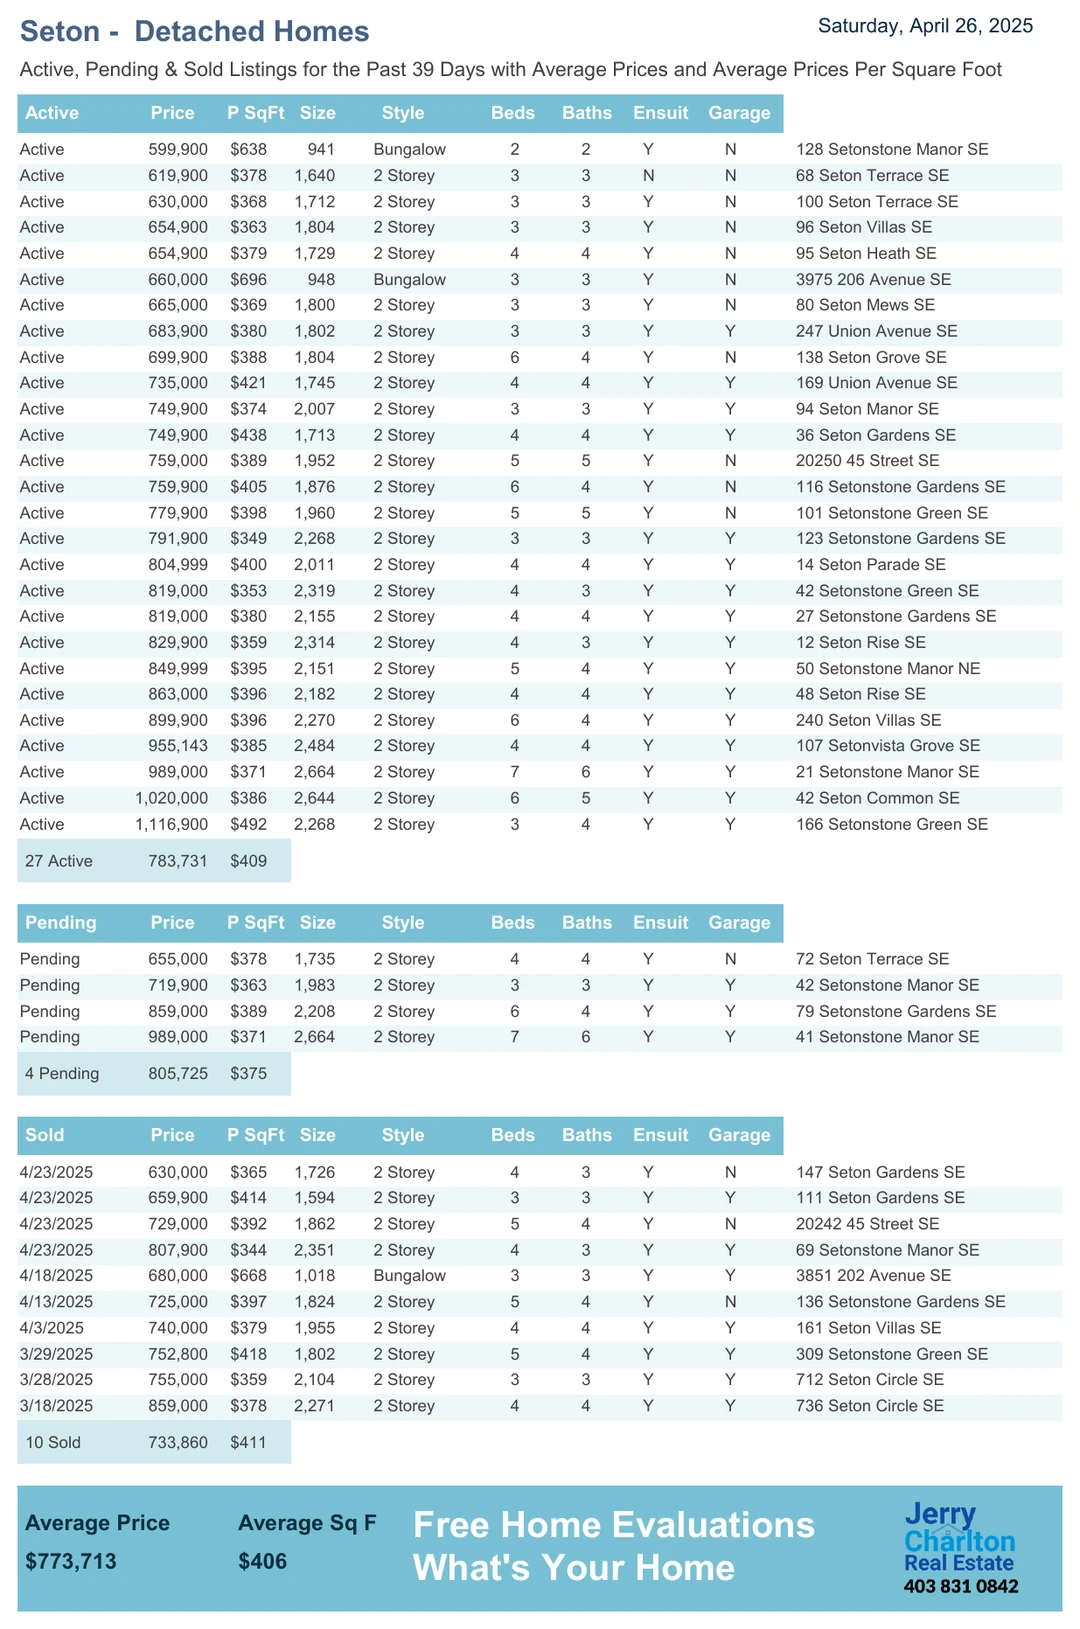 Seton -  Detached Homes
Saturday, April 26, 2025
Active, Pending & Sold Listings for the Past 39 Days with Average Prices and Average Prices Per Square Foot
Active Price P SqFt Size Style Beds Baths Ensuit Garage
Active 599,900 $638 941 Bungalow 2 2 Y N 128 Setonstone Manor SE
Active 619,900 $378 1,640 2 Storey 3 3 N N 68 Seton Terrace SE
Active 630,000 $368 1,712 2 Storey 3 3 Y N 100 Seton Terrace SE
Active 654,900 $363 1,804 2 Storey 3 3 Y N 96 Seton Villas SE
Active 654,900 $379 1,729 2 Storey 4 4 Y N 95 Seton Heath SE
Active 660,000 $696 948 Bungalow 3 3 Y N 3975 206 Avenue SE
Active 665,000 $369 1,800 2 Storey 3 3 Y N 80 Seton Mews SE
Active 683,900 $380 1,802 2 Storey 3 3 Y Y 247 Union Avenue SE
Active 699,900 $388 1,804 2 Storey 6 4 Y N 138 Seton Grove SE
Active 735,000 $421 1,745 2 Storey 4 4 Y Y 169 Union Avenue SE
Active 749,900 $374 2,007 2 Storey 3 3 Y Y 94 Seton Manor SE
Active 749,900 $438 1,713 2 Storey 4 4 Y Y 36 Seton Gardens SE
Active 759,000 $389 1,952 2 Storey 5 5 Y N 20250 45 Street SE
Active 759,900 $405 1,876 2 Storey 6 4 Y N 116 Setonstone Gardens SE
Active 779,900 $398 1,960 2 Storey 5 5 Y N 101 Setonstone Green SE
Active 791,900 $349 2,268 2 Storey 3 3 Y Y 123 Setonstone Gardens SE
Active 804,999 $400 2,011 2 Storey 4 4 Y Y 14 Seton Parade SE
Active 819,000 $353 2,319 2 Storey 4 3 Y Y 42 Setonstone Green SE
Active 819,000 $380 2,155 2 Storey 4 4 Y Y 27 Setonstone Gardens SE
Active 829,900 $359 2,314 2 Storey 4 3 Y Y 12 Seton Rise SE
Active 849,999 $395 2,151 2 Storey 5 4 Y Y 50 Setonstone Manor NE
Active 863,000 $396 2,182 2 Storey 4 4 Y Y 48 Seton Rise SE
Active 899,900 $396 2,270 2 Storey 6 4 Y Y 240 Seton Villas SE
Active 955,143 $385 2,484 2 Storey 4 4 Y Y 107 Setonvista Grove SE
Active 989,000 $371 2,664 2 Storey 7 6 Y Y 21 Setonstone Manor SE
Active 1,020,000 $386 2,644 2 Storey 6 5 Y Y 42 Seton Common SE
Active 1,116,900 $492 2,268 2 Storey 3 4 Y Y 166 Setonstone Green SE
27 Active 783,731 $409
Pending Price P SqFt Size Style Beds Baths Ensuit Garage
Pending 655,000 $378 1,735 2 Storey 4 4 Y N 72 Seton Terrace SE
Pending 719,900 $363 1,983 2 Storey 3 3 Y Y 42 Setonstone Manor SE
Pending 859,000 $389 2,208 2 Storey 6 4 Y Y 79 Setonstone Gardens SE
Pending 989,000 $371 2,664 2 Storey 7 6 Y Y 41 Setonstone Manor SE
4 Pending 805,725 $375
Sold Price P SqFt Size Style Beds Baths Ensuit Garage
4/23/2025 630,000 $365 1,726 2 Storey 4 3 Y N 147 Seton Gardens SE
4/23/2025 659,900 $414 1,594 2 Storey 3 3 Y Y 111 Seton Gardens SE
4/23/2025 729,000 $392 1,862 2 Storey 5 4 Y N 20242 45 Street SE
4/23/2025 807,900 $344 2,351 2 Storey 4 3 Y Y 69 Setonstone Manor SE
4/18/2025 680,000 $668 1,018 Bungalow 3 3 Y Y 3851 202 Avenue SE
4/13/2025 725,000 $397 1,824 2 Storey 5 4 Y N 136 Setonstone Gardens SE
4/3/2025 740,000 $379 1,955 2 Storey 4 4 Y Y 161 Seton Villas SE
3/29/2025 752,800 $418 1,802 2 Storey 5 4 Y Y 309 Setonstone Green SE
3/28/2025 755,000 $359 2,104 2 Storey 3 3 Y Y 712 Seton Circle SE
3/18/2025 859,000 $378 2,271 2 Storey 4 4 Y Y 736 Seton Circle SE
10 Sold 733,860 $411
Average Price Average Sq F
$773,713 $406
Free Home Evaluations
What's Your Home
Jerry
Charlton
Real Estate
403 831 0842